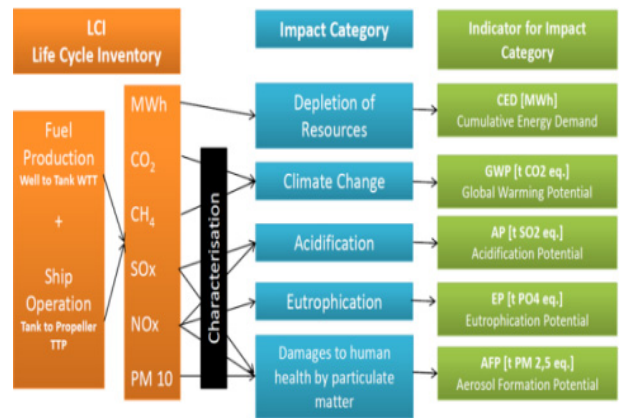 LCI
Life Cycle Inventory
Impact Category
Indicator for Impact
Category
Fuel
Production
Well to Tank WTT
+
Ship
Operation
Tank to Propeller
TTP
MWh
CO2
CH4
SOx
NOx
PM 10
Characterisation
Depletion of
Resources
Climate Change
Acidification
Eutrophication
Damages to human
health by particulate
matter
CED [MWh]
Cumulative Energy Demand
GWP [t CO2 eq.]
Global Warming Potential
AP [t SO2 eq.]
Acidification Potential
EP [t PO4 eq.]
Eutrophication Potential
AFP [t PM 2,5 eq.]
Aerosol Formation Potential